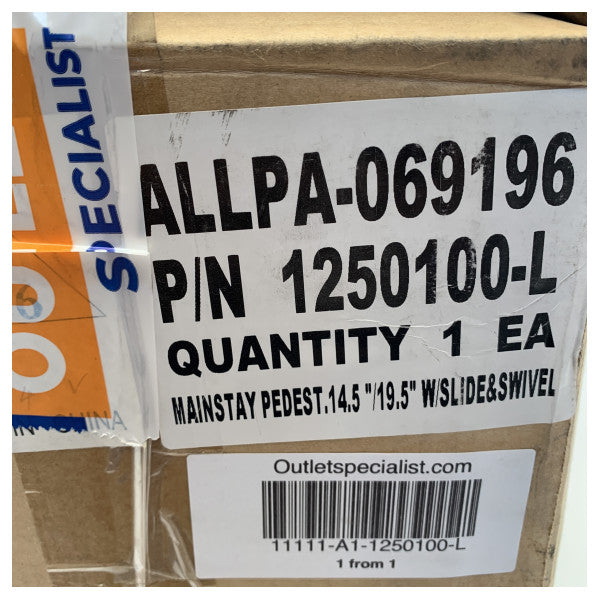 SPECIALIST
ALLPA-069196
P/N 1250100-L
QUANTITY 1 EA
MAINSTAY PEDEST.14.5 "/19.5" W/SLIDE&SWIVEL
CHINA
Outletspecialist.com
11111-A1-1250100-L
1 from 1